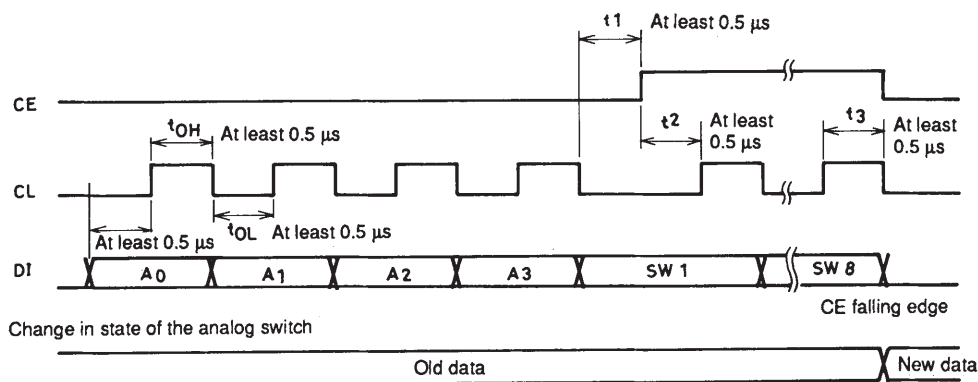 t1 At least 0.5 µs
CE
tOH At least 0.5 µs
t2 At least
0.5 µs
t3 At least
0.5 µs
CL
At least 0.5 µs
tOL At least 0.5 µs
DI A0 A1 A2 A3 SW 1 SW 8
CE falling edge
Change in state of the analog switch
Old data New data